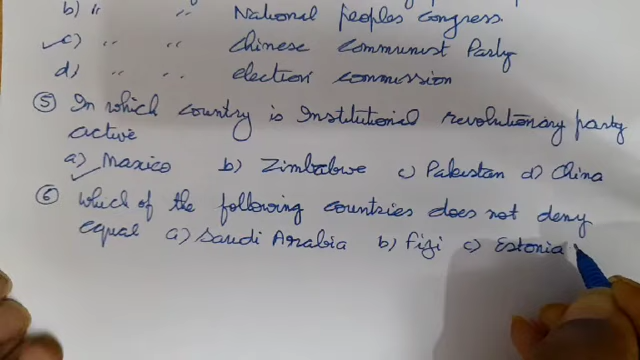 b) " " National peoples congress.
c) " " Chinese Communist Party
d) " " election commission
5 In which country is Institutional revolutionary party
active
a) Maxico b) Zimbabwe c) Pakistan d) China
6 Which of the following countries does not deny
equal a) Saudi Arabia b) Fiji c) Estonia